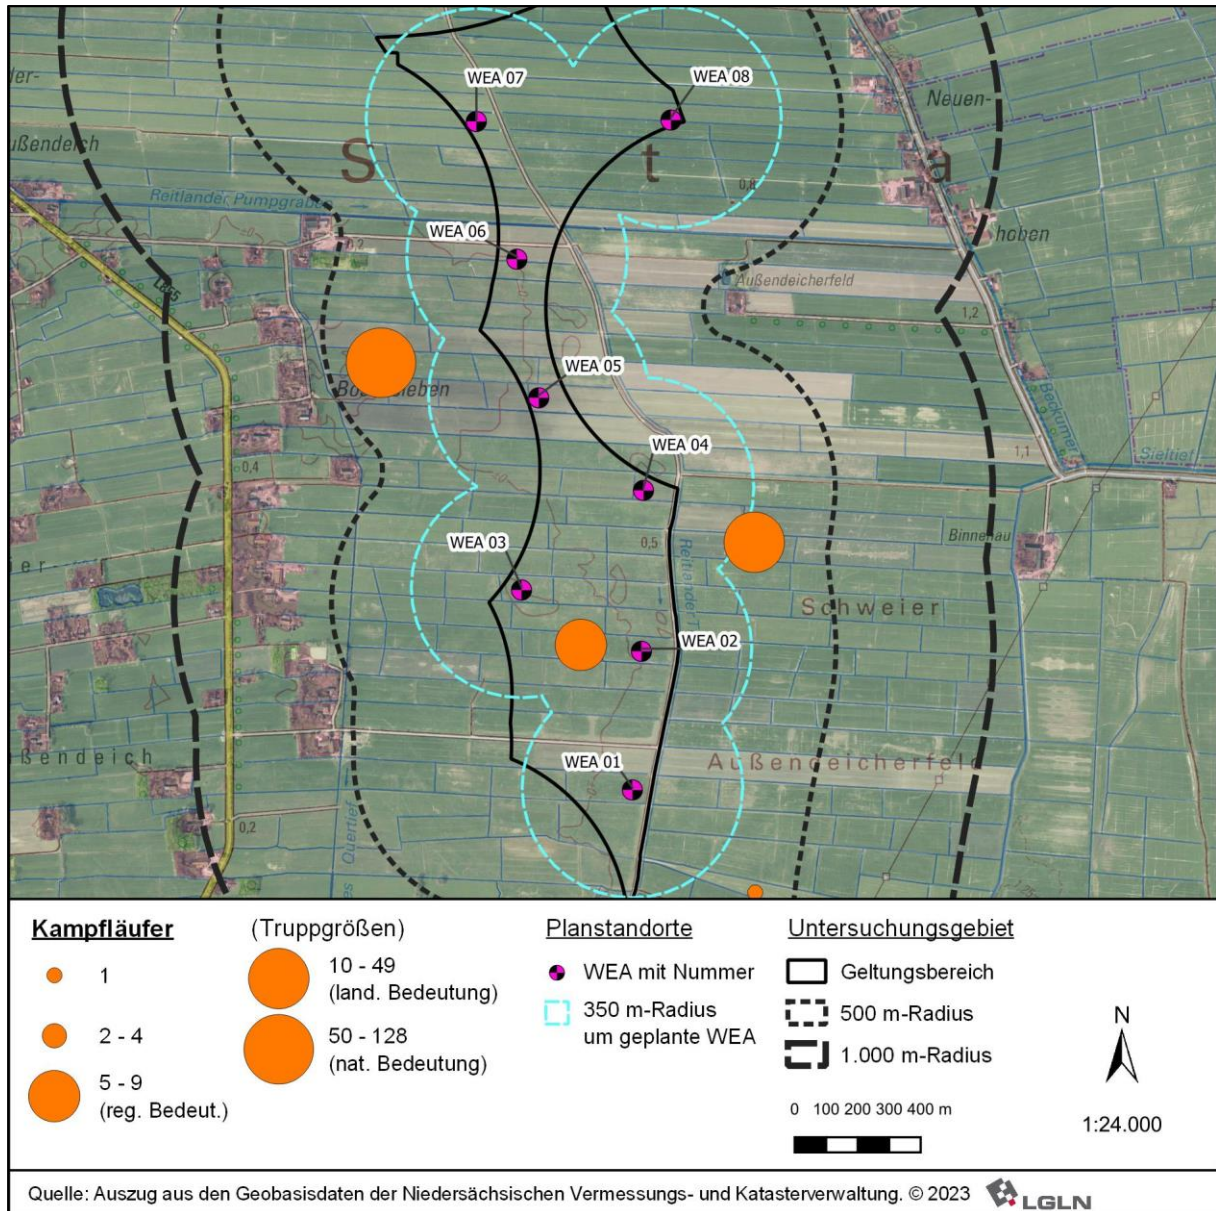 WEA 07
WEA 08
Neuen-
ußendeich
S t a
0,8
Reitlander Pumpgrabe
hoben
WEA 06
0,2
Außendeicherfeld
L855
1,2
WEA 05
Beckumer
WEA 04
0,4
1,1
Sieltief
WEA 03
0,5
Reitlander
Binnenau
Schweier
WEA 02
ßendeich
WEA 01
Außendeicherfeld
0,2
Quertief
Kampfläufer
(Truppgrößen)
1
2 - 4
5 - 9
(reg. Bedeut.)
10 - 49
(land. Bedeutung)
50 - 128
(nat. Bedeutung)
Planstandorte
WEA mit Nummer
350 m-Radius
um geplante WEA
Untersuchungsgebiet
Geltungsbereich
500 m-Radius
1.000 m-Radius
0 100 200 300 400 m
N
1:24.000
Quelle: Auszug aus den Geobasisdaten der Niedersächsischen Vermessungs- und Katasterverwaltung. © 2023
LGLN